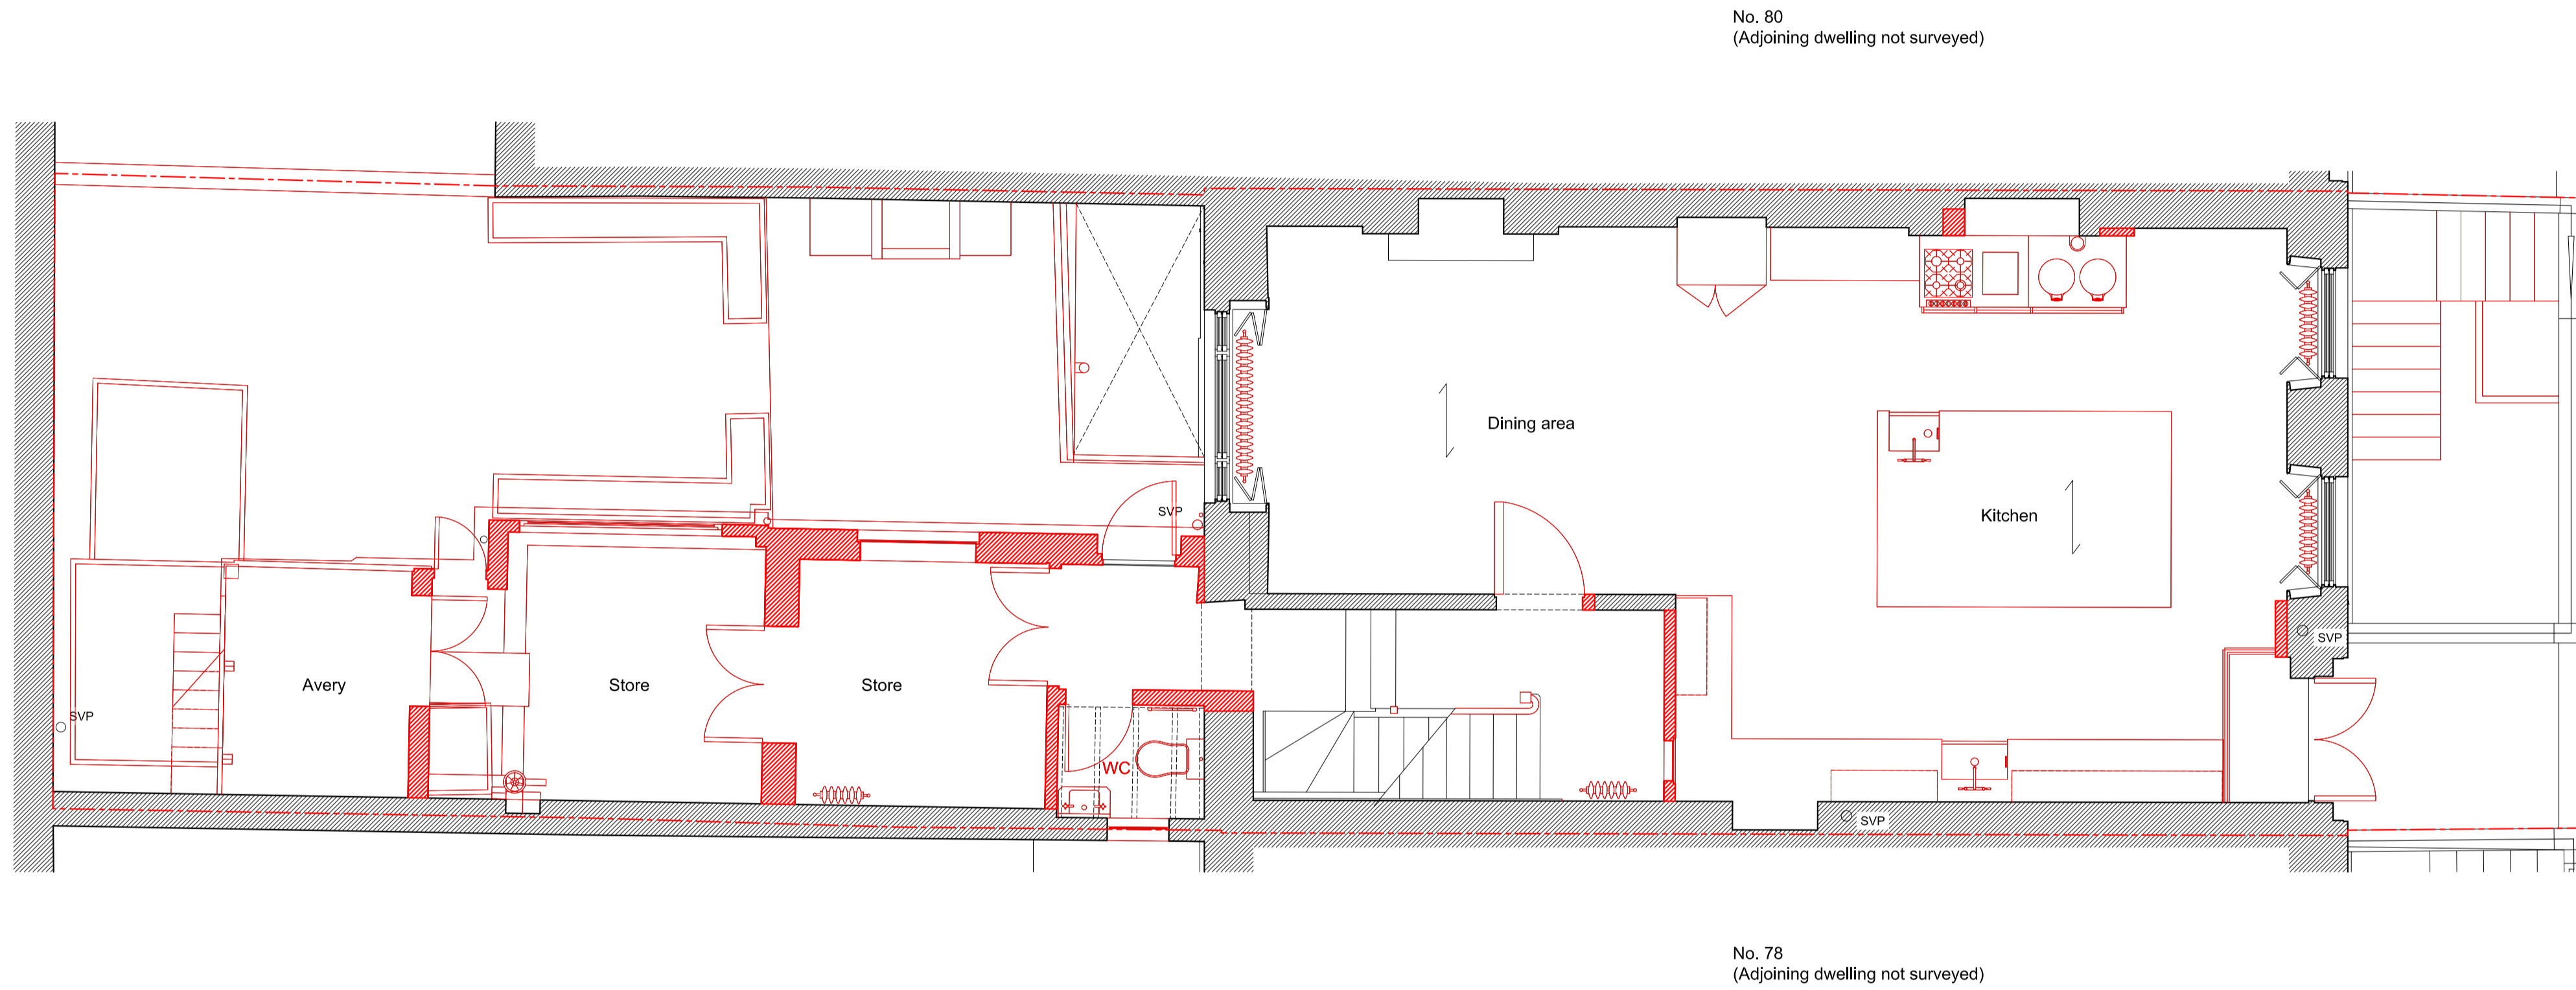 No. 80
(Adjoining dwelling not surveyed)
SVP
Dining area
Kitchen
SVP
Avery
Store
Store
SVP
WC
SVP
No. 78
(Adjoining dwelling not surveyed)